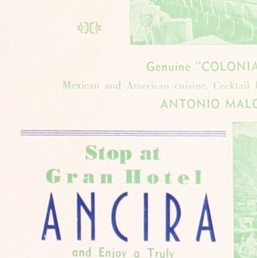 Genuine "COLONIA
Mexican and American cuisine, Cocktail
ANTONIO MALO
Stop at
Gran Hotel
ANCIRA
and Enjoy a Truly